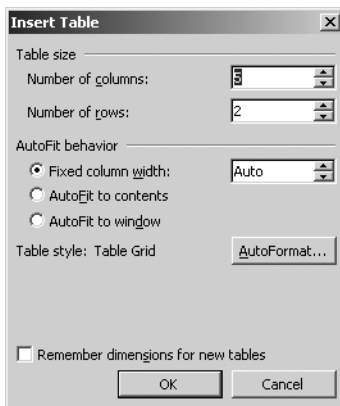 Insert Table
Table size
Number of columns: 5
Number of rows: 2
AutoFit behavior
Fixed column width: Auto
AutoFit to contents
AutoFit to window
Table style: Table Grid AutoFormat...
Remember dimensions for new tables
OK Cancel